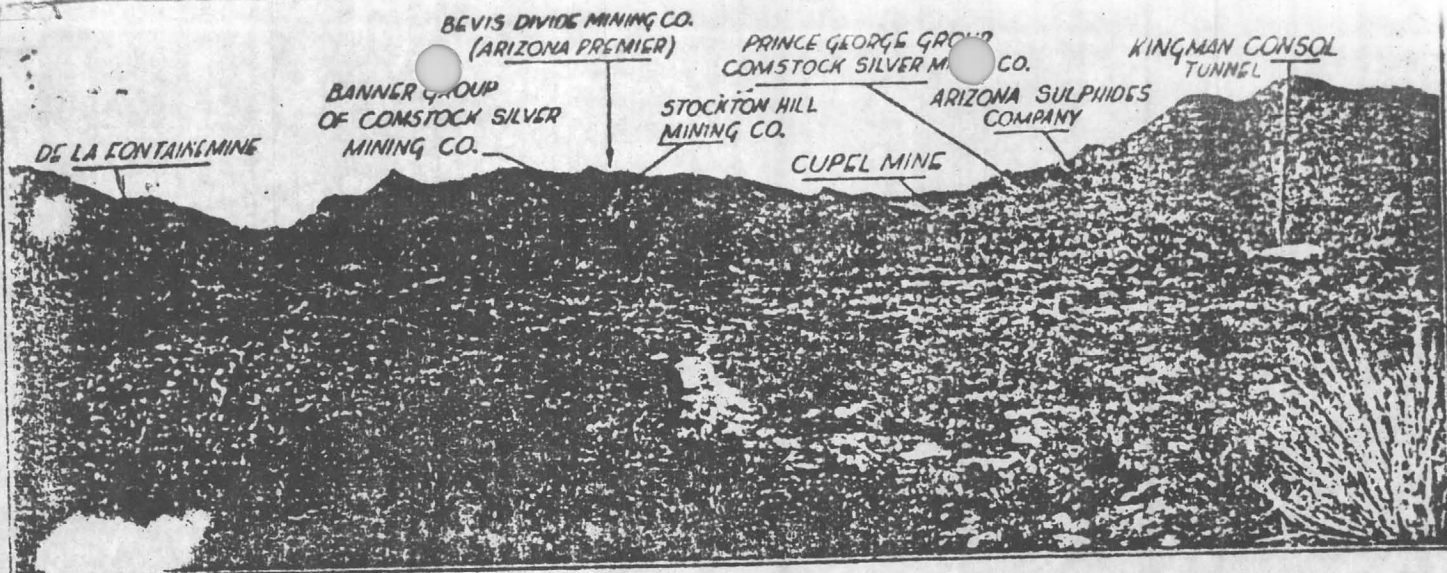 BEVIS DIVIDE MINING CO.
(ARIZONA PREMIER)
PRINCE GEORGE GROUP
COMSTOCK SILVER M CO.
KINGMAN CONSOL
TUNNEL
BANNER GROUP
OF COMSTOCK SILVER
MINING CO.
STOCKTON HILL
MINING CO.
ARIZONA SULPHIDES
COMPANY
DE LA FONTAINE MINE
CUPEL MINE